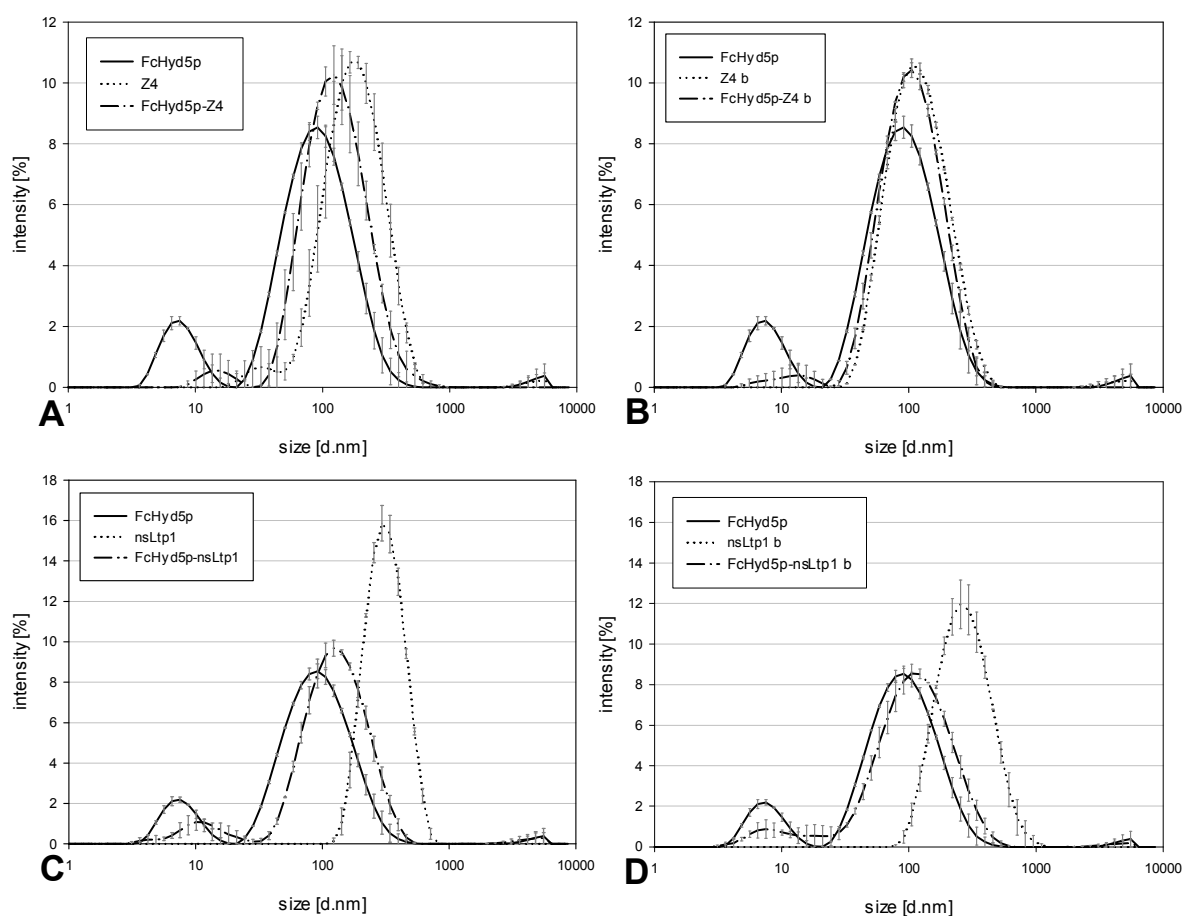 12
10
8
6
4
2
0
intensity [%]
FcHyd5p
Z4
FcHyd5p-Z4
1 10 100 1000 10000
size [d.nm]
A
12
10
8
6
4
2
0
intensity [%]
FcHyd5p
Z4 b
FcHyd5p-Z4 b
1 10 100 1000 10000
size [d.nm]
B
18
16
14
12
10
8
6
4
2
0
intensity [%]
FcHyd5p
nsLtp1
FcHyd5p-nsLtp1
1 10 100 1000 10000
size [d.nm]
C
18
16
14
12
10
8
6
4
2
0
intensity [%]
FcHyd5p
nsLtp1 b
FcHyd5p-nsLtp1 b
1 10 100 1000 10000
size [d.nm]
D